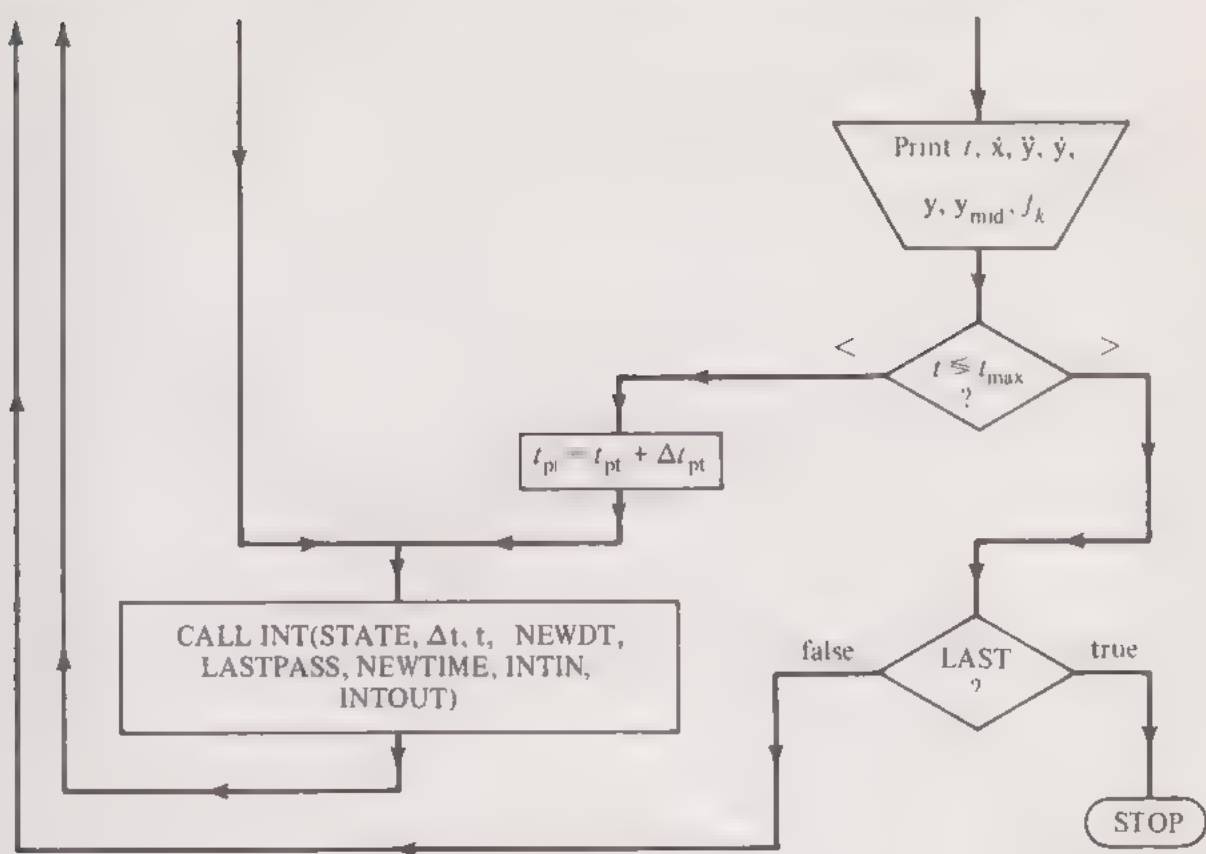 Print t, ẋ, ÿ, ẏ,
y, y_mid, f_k
<
t ≦ t_max
?
>
t_pt = t_pt + Δt_pt
CALL INT(STATE, Δt, t, NEWDT,
LASTPASS, NEWTIME, INTIN,
INTOUT)
false
LAST
?
true
STOP